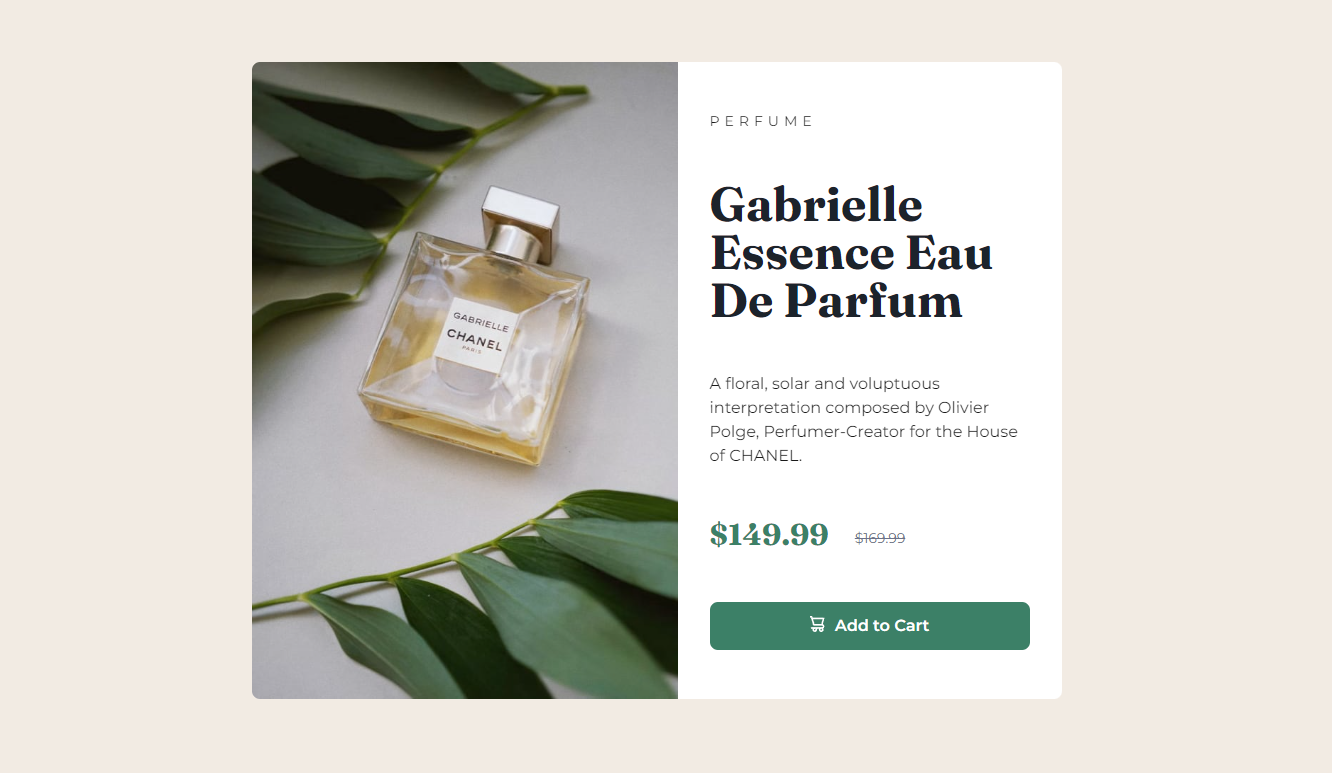 GABRIELLE
CHANEL
PARIS
PERFUME
Gabrielle
Essence Eau
De Parfum
A floral, solar and voluptuous
interpretation composed by Olivier
Polge, Perfumer-Creator for the House
of CHANEL.
$149.99 $169.99
Add to Cart